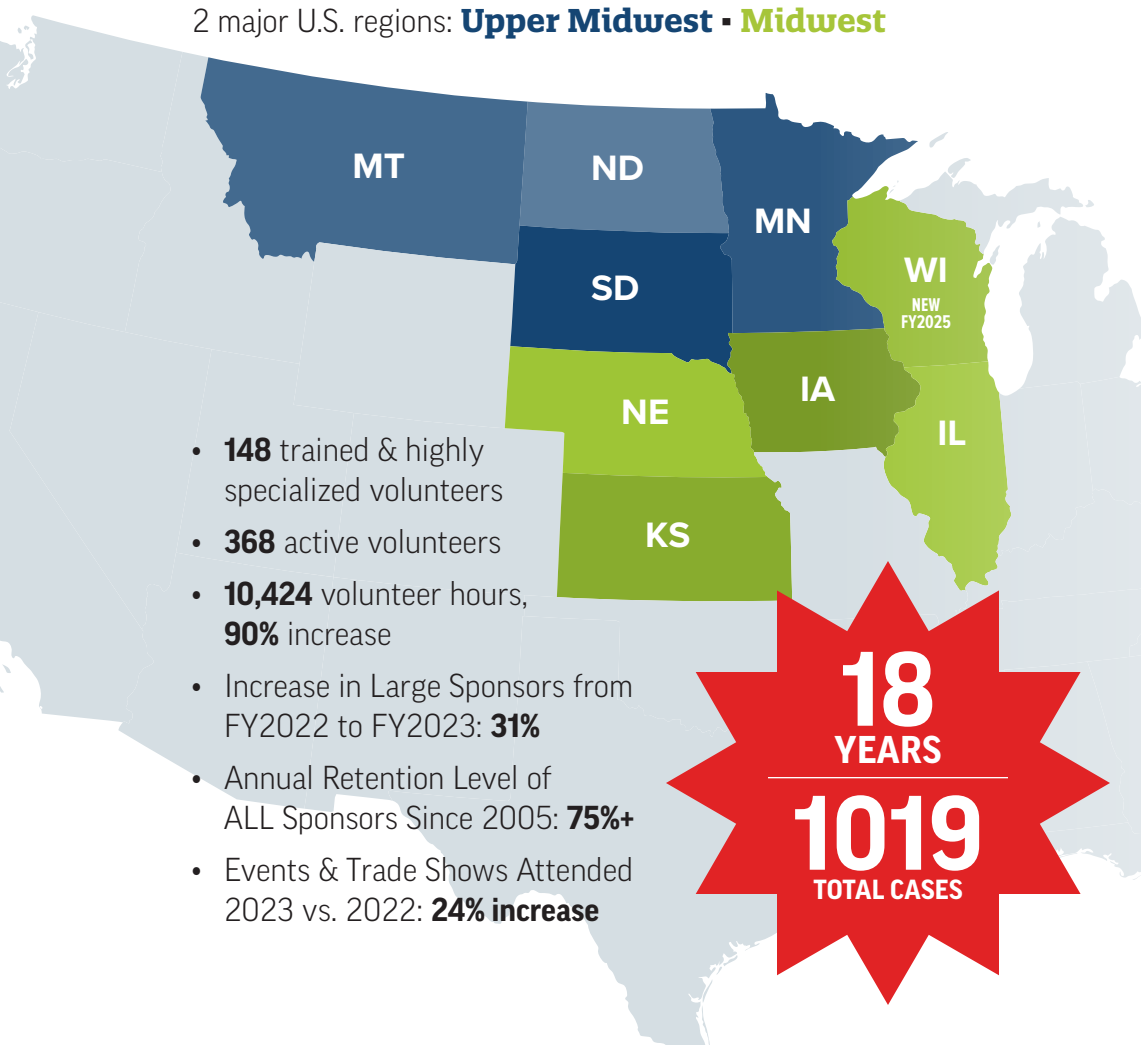 2 major U.S. regions: Upper Midwest ▪ Midwest
MT
ND
MN
SD
WI
NEW
FY2025
NE
IA
IL
KS
• 148 trained & highly
specialized volunteers
• 368 active volunteers
• 10,424 volunteer hours,
90% increase
• Increase in Large Sponsors from
FY2022 to FY2023: 31%
• Annual Retention Level of
ALL Sponsors Since 2005: 75%+
• Events & Trade Shows Attended
2023 vs. 2022: 24% increase
18
YEARS
1019
TOTAL CASES